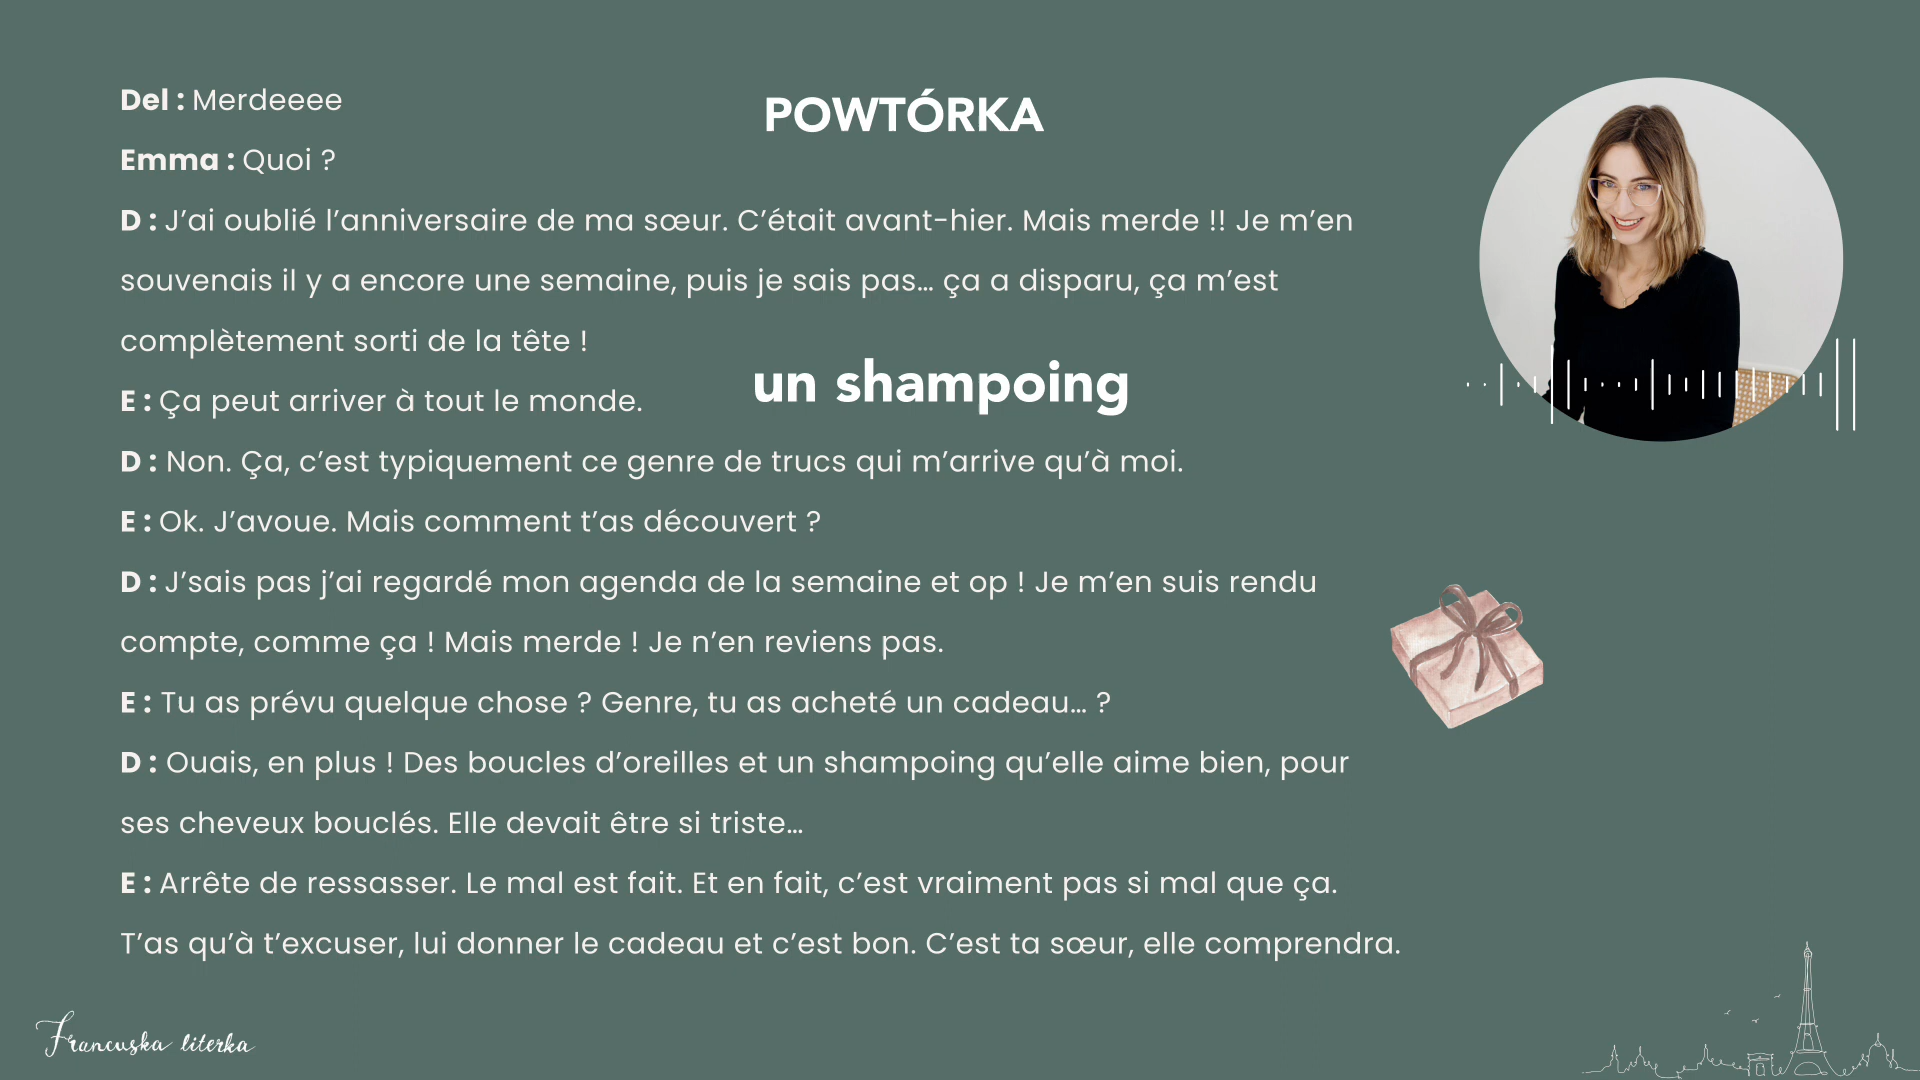 Del : Merdeeee
POWTÓRKA
Emma : Quoi ?
D : J’ai oublié l’anniversaire de ma sœur. C’était avant-hier. Mais merde !! Je m’en
souvenais il y a encore une semaine, puis je sais pas… ça a disparu, ça m’est
complètement sorti de la tête !
un shampoing
E : Ça peut arriver à tout le monde.
D : Non. Ça, c’est typiquement ce genre de trucs qui m’arrive qu’à moi.
E : Ok. J’avoue. Mais comment t’as découvert ?
D : J’sais pas j’ai regardé mon agenda de la semaine et op ! Je m’en suis rendu
compte, comme ça ! Mais merde ! Je n’en reviens pas.
E : Tu as prévu quelque chose ? Genre, tu as acheté un cadeau… ?
D : Ouais, en plus ! Des boucles d’oreilles et un shampoing qu’elle aime bien, pour
ses cheveux bouclés. Elle devait être si triste…
E : Arrête de ressasser. Le mal est fait. Et en fait, c’est vraiment pas si mal que ça.
T’as qu’à t’excuser, lui donner le cadeau et c’est bon. C’est ta sœur, elle comprendra.
Francuska literka